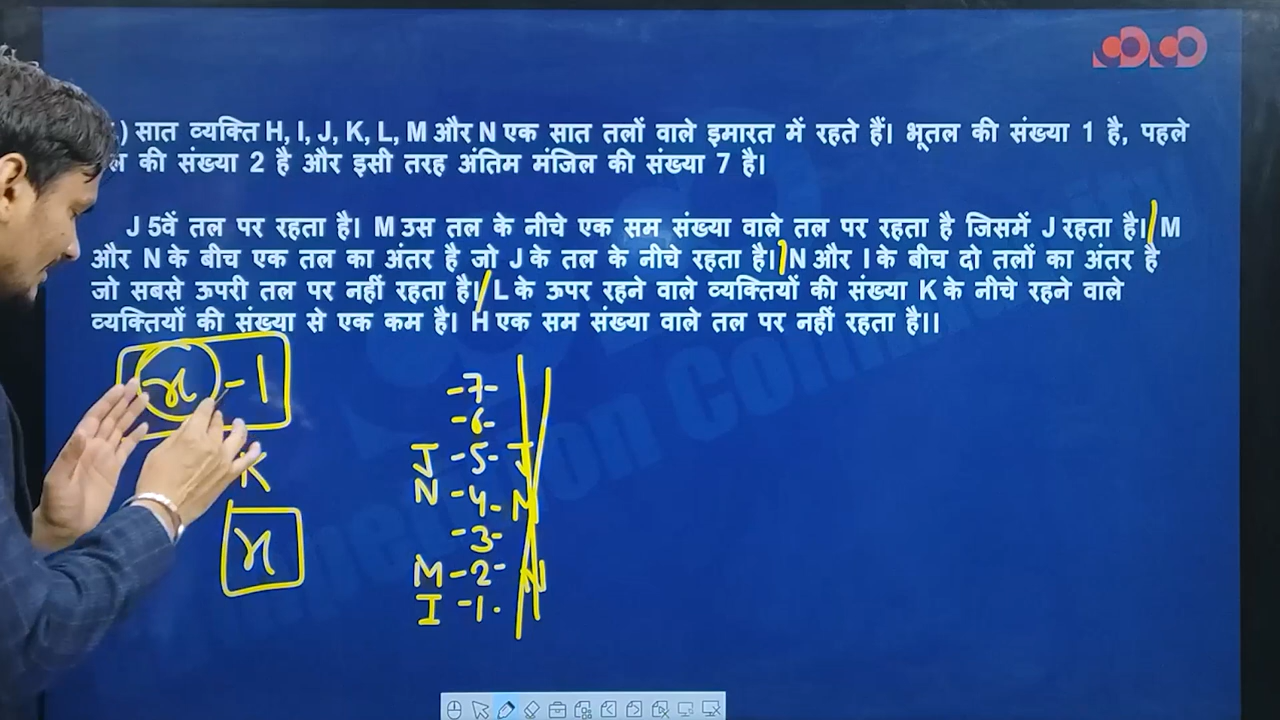 ) सात व्यक्ति H, I, J, K, L, M और N एक सात तलों वाले इमारत में रहते हैं। भूतल की संख्या 1 है, पहले
ल की संख्या 2 है और इसी तरह अंतिम मंजिल की संख्या 7 है।
J 5वें तल पर रहता है। M उस तल के नीचे एक सम संख्या वाले तल पर रहता है जिसमें J रहता है। M
और N के बीच एक तल का अंतर है जो J के तल के नीचे रहता है। N और I के बीच दो तलों का अंतर है
जो सबसे ऊपरी तल पर नहीं रहता है। L के ऊपर रहने वाले व्यक्तियों की संख्या K के नीचे रहने वाले
व्यक्तियों की संख्या से एक कम है। H एक सम संख्या वाले तल पर नहीं रहता है।।
x - 1
K
x
-7-
-6-
J -5- J
N -4- M
-3-
M -2- N
I -1-